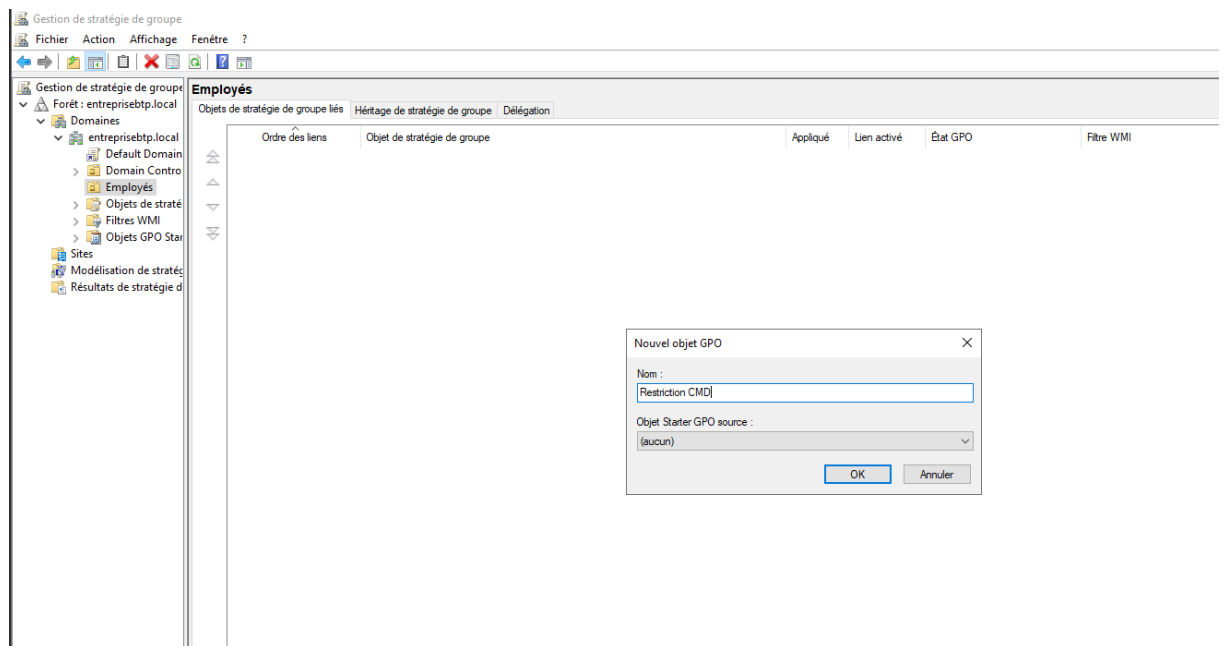 Gestion de stratégie de groupe
Fichier Action Affichage Fenêtre ?
Gestion de stratégie de groupe
Forêt : entreprisebtp.local
Domaines
entreprisebtp.local
Default Domain
Domain Contro
Employés
Objets de straté
Filtres WMI
Objets GPO Star
Sites
Modélisation de stratég
Résultats de stratégie d
Employés
Objets de stratégie de groupe liés Héritage de stratégie de groupe Délégation
Ordre des liens Objet de stratégie de groupe Appliqué Lien activé État GPO Filtre WMI
Nouvel objet GPO
Nom :
Restriction CMD
Objet Starter GPO source :
(aucun)
OK Annuler